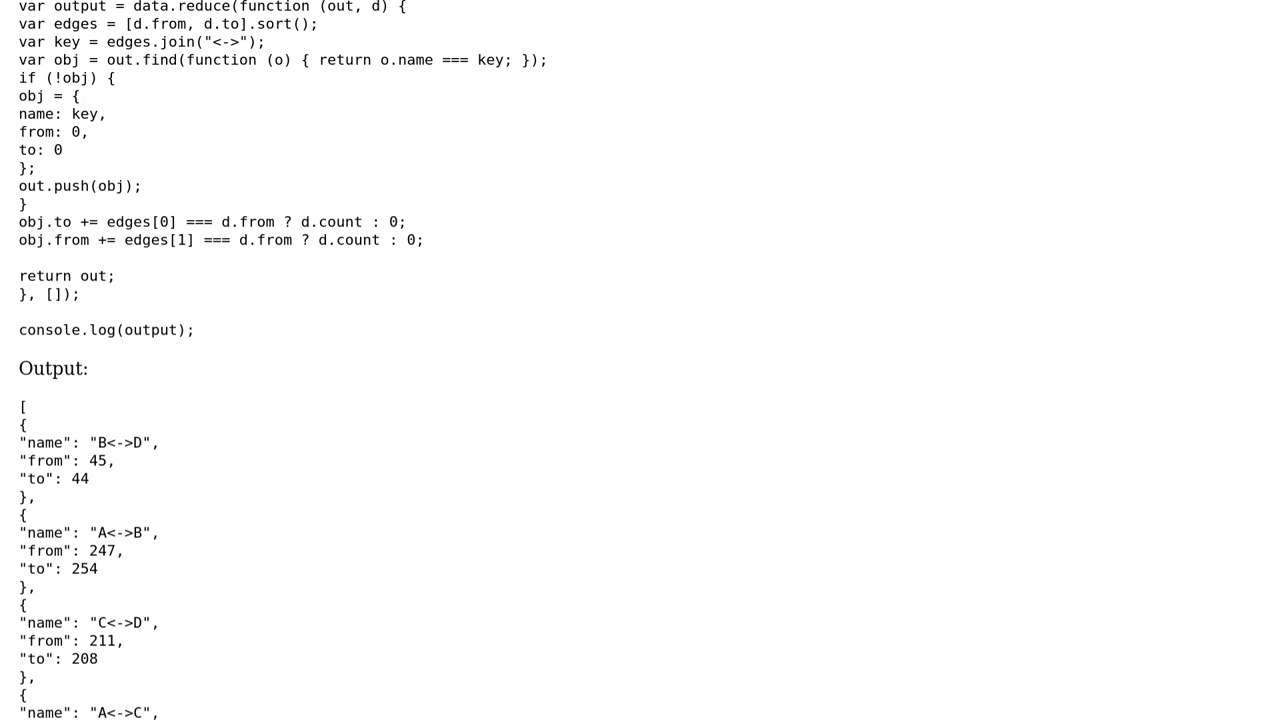 var output = data.reduce(function (out, d) {
var edges = [d.from, d.to].sort();
var key = edges.join("<->");
var obj = out.find(function (o) { return o.name === key; });
if (!obj) {
obj = {
name: key,
from: 0,
to: 0
};
out.push(obj);
}
obj.to += edges[0] === d.from ? d.count : 0;
obj.from += edges[1] === d.from ? d.count : 0;
return out;
}, []);
console.log(output);
Output:
[
{
"name": "B<->D",
"from": 45,
"to": 44
},
{
"name": "A<->B",
"from": 247,
"to": 254
},
{
"name": "C<->D",
"from": 211,
"to": 208
},
{
"name": "A<->C",